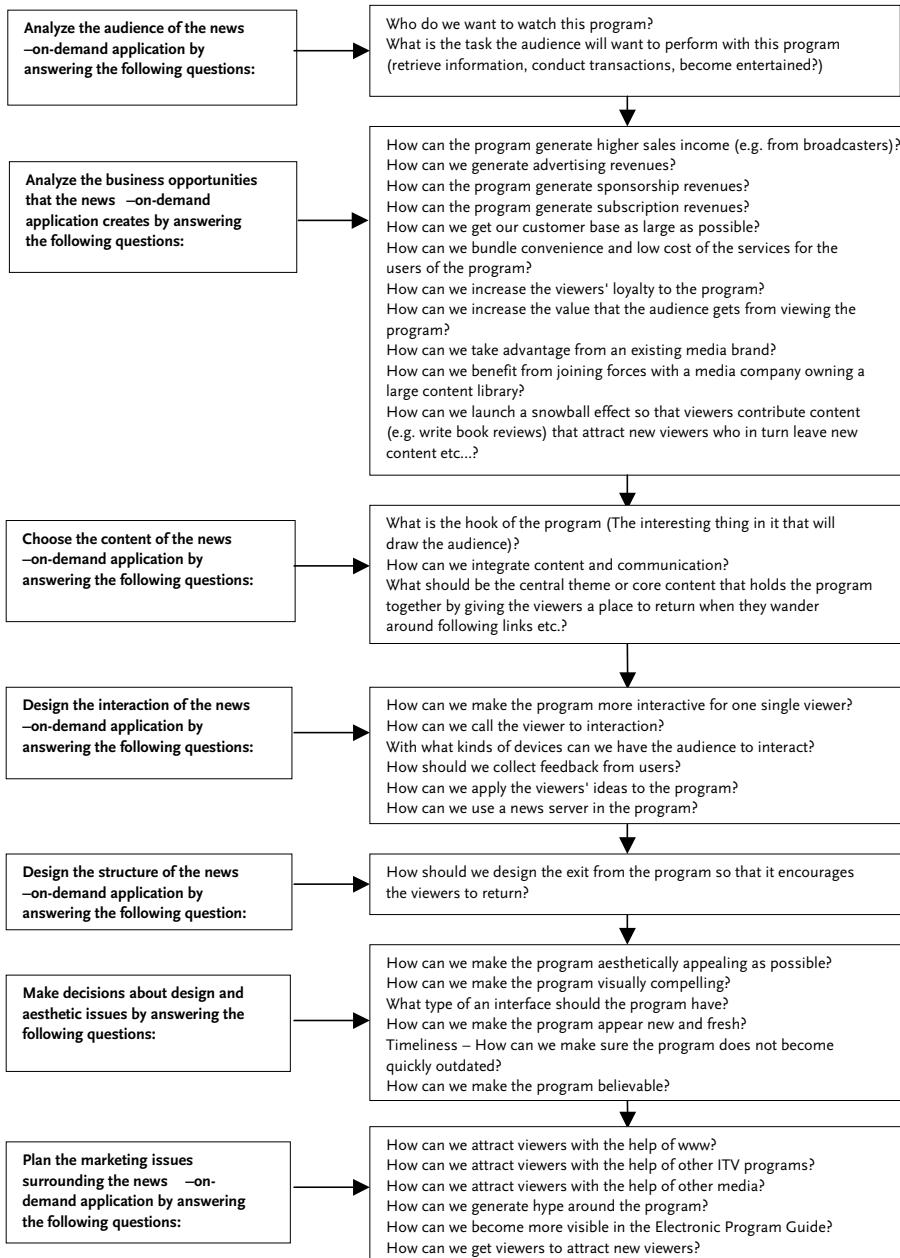 Analyze the audience of the news
–on-demand application by
answering the following questions:
Who do we want to watch this program?
What is the task the audience will want to perform with this program
(retrieve information, conduct transactions, become entertained?)
Analyze the business opportunities
that the news –on-demand
application creates by answering
the following questions:
How can the program generate higher sales income (e.g. from broadcasters)?
How can we generate advertising revenues?
How can the program generate sponsorship revenues?
How can the program generate subscription revenues?
How can we get our customer base as large as possible?
How can we bundle convenience and low cost of the services for the
users of the program?
How can we increase the viewers' loyalty to the program?
How can we increase the value that the audience gets from viewing the
program?
How can we take advantage from an existing media brand?
How can we benefit from joining forces with a media company owning a
large content library?
How can we launch a snowball effect so that viewers contribute content
(e.g. write book reviews) that attract new viewers who in turn leave new
content etc...?
Choose the content of the news
–on-demand application by
answering the following questions:
What is the hook of the program (The interesting thing in it that will
draw the audience)?
How can we integrate content and communication?
What should be the central theme or core content that holds the program
together by giving the viewers a place to return when they wander
around following links etc.?
Design the interaction of the news
–on-demand application by
answering the following questions:
How can we make the program more interactive for one single viewer?
How can we call the viewer to interaction?
With what kinds of devices can we have the audience to interact?
How should we collect feedback from users?
How can we apply the viewers' ideas to the program?
How can we use a news server in the program?
Design the structure of the news
–on-demand application by
answering the following question:
How should we design the exit from the program so that it encourages
the viewers to return?
Make decisions about design and
aesthetic issues by answering the
following questions:
How can we make the program aesthetically appealing as possible?
How can we make the program visually compelling?
What type of an interface should the program have?
How can we make the program appear new and fresh?
Timeliness – How can we make sure the program does not become
quickly outdated?
How can we make the program believable?
Plan the marketing issues
surrounding the news –on-
demand application by answering
the following questions:
How can we attract viewers with the help of www?
How can we attract viewers with the help of other ITV programs?
How can we attract viewers with the help of other media?
How can we generate hype around the program?
How can we become more visible in the Electronic Program Guide?
How can we get viewers to attract new viewers?